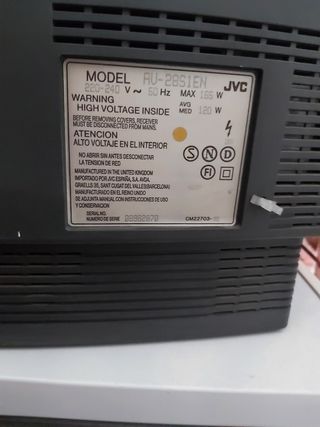 MODEL AV-28S1EN JVC
220-240 V ~ 50 Hz MAX 165 W
WARNING AVG
HIGH VOLTAGE INSIDE MED 120 W
BEFORE REMOVING COVERS, RECEIVER
MUST BE DISCONNECTED FROM MAINS.
ATENCION
ALTO VOLTAJE EN EL INTERIOR
NO ABRIR SIN ANTES DESCONECTAR
LA TENSION DE RED
S N D
FI
MANUFACTURED IN THE UNITED KINGDOM
IMPORTADO POR JVC ESPAÑA, S.A. AVDA.
GRAELLS 35, SANT CUGAT DEL VALLES (BARCELONA)
MANUFACTURADO EN EL REINO UNIDO
SE ADJUNTA MANUAL CON INSTRUCCIONES DE USO
Y CONSERVACION
SERIAL NO.
NUMERO DE SERIE 08982070 CM22703-